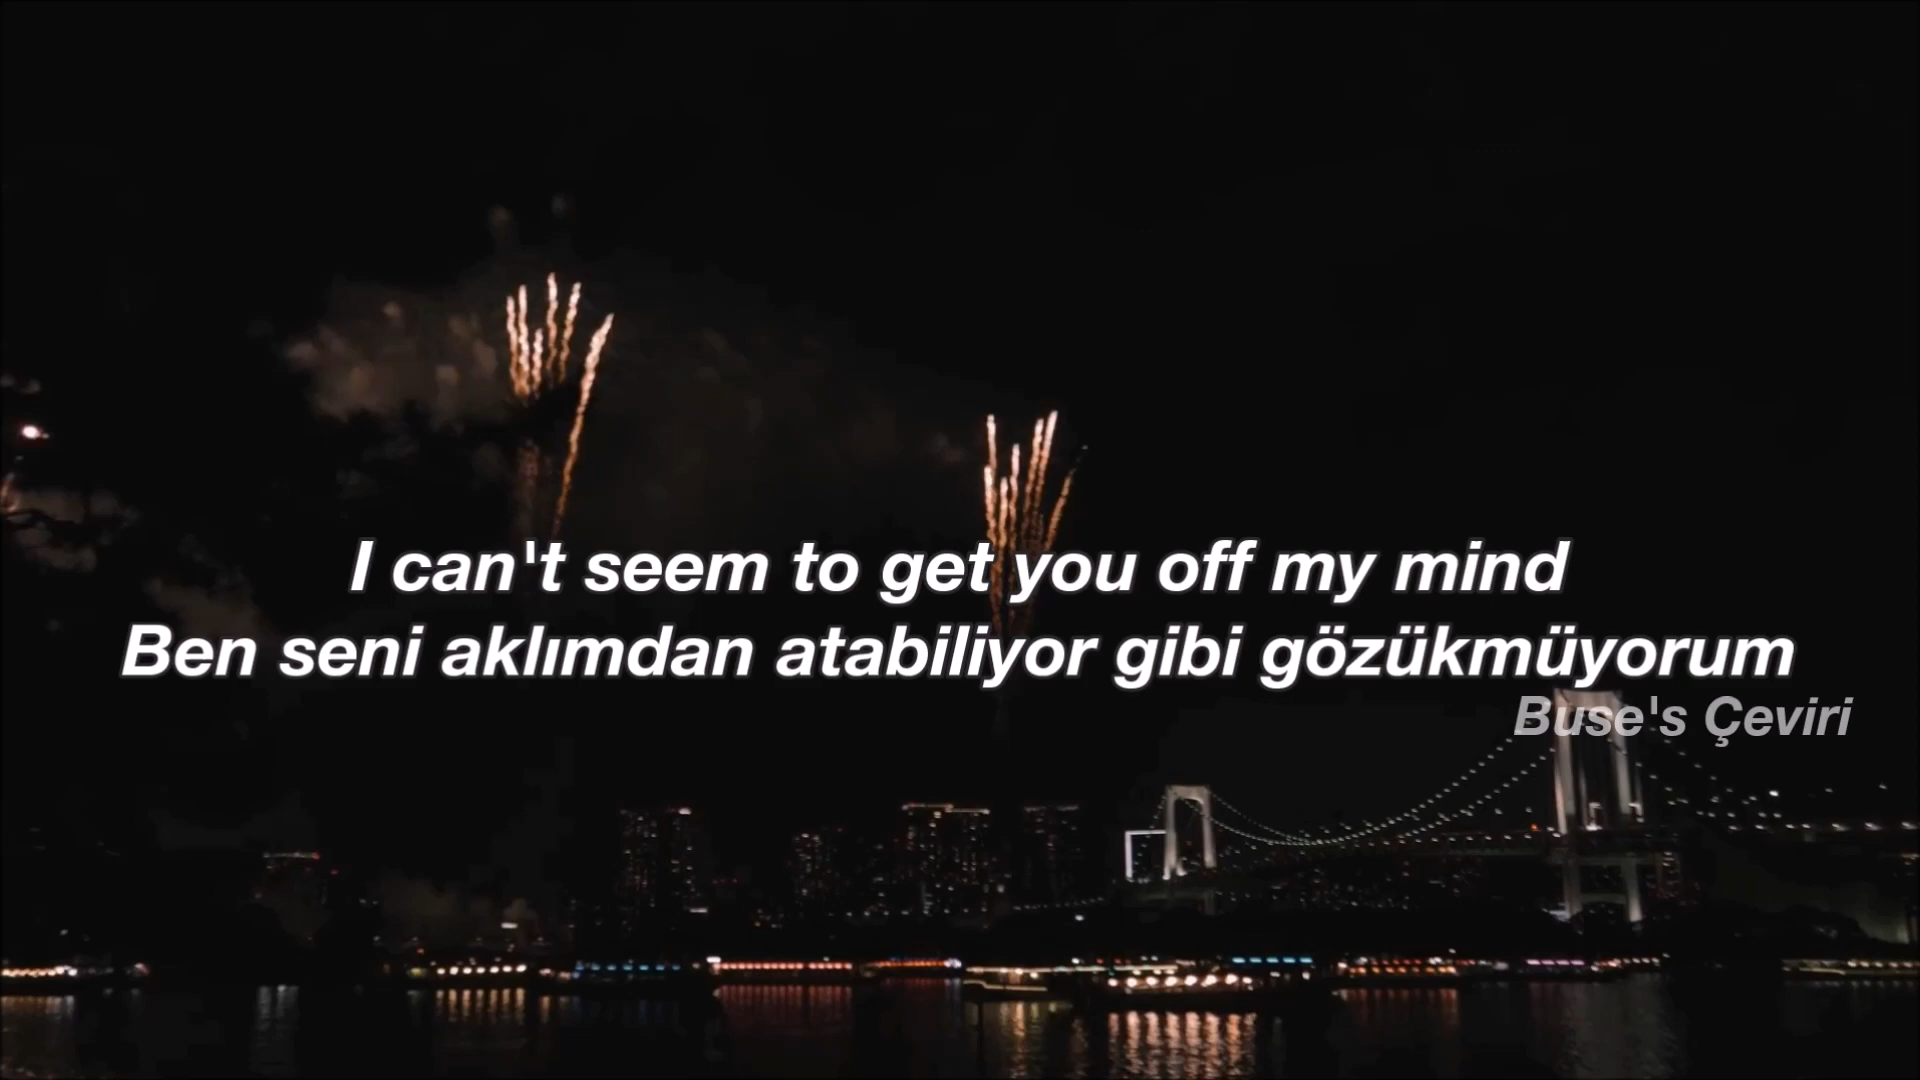 I can't seem to get you off my mind
Ben seni aklımdan atabiliyor gibi gözükmüyorum
Buse's Çeviri